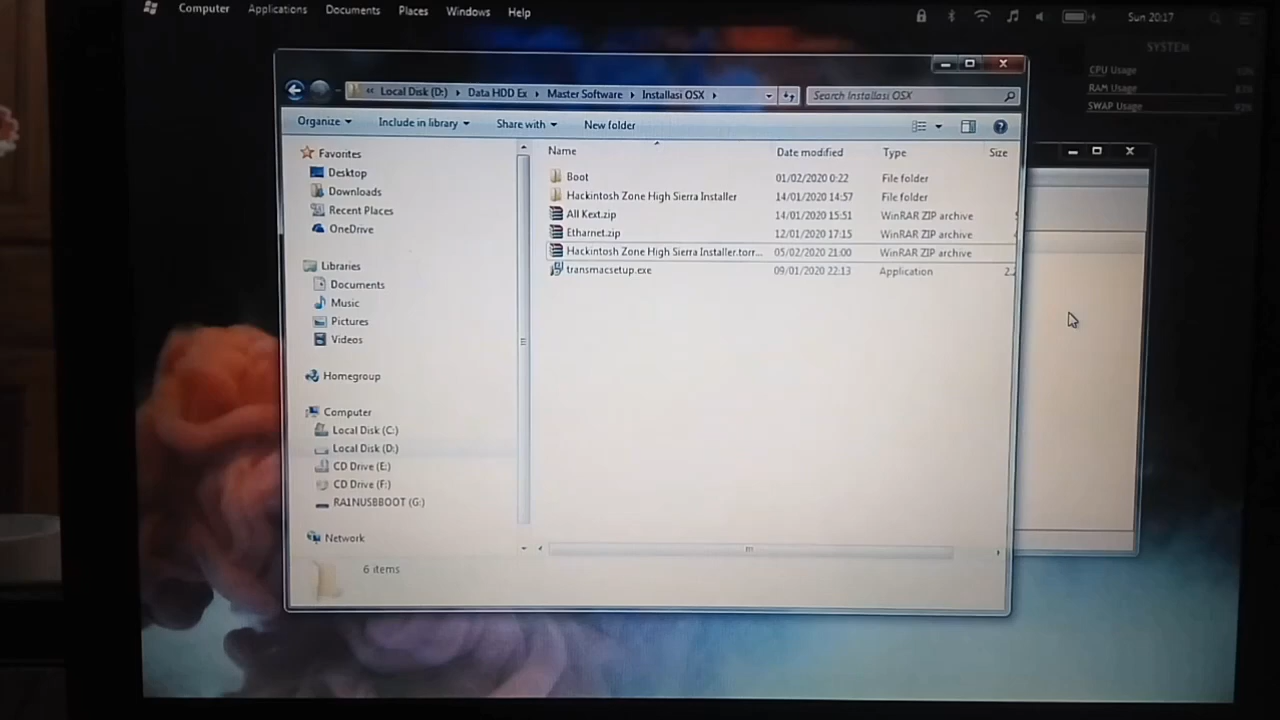 Computer Applications Documents Places Windows Help
Sun 20:17
SYSTEM
CPU Usage
RAM Usage
SWAP Usage
« Local Disk (D:) Data HDD Ex Master Software Installasi OSX
Search Installasi OSX
Organize Include in library Share with New folder
Name Date modified Type Size
Favorites
Desktop
Downloads
Recent Places
OneDrive
Libraries
Documents
Music
Pictures
Videos
Homegroup
Computer
Local Disk (C:)
Local Disk (D:)
CD Drive (E:)
CD Drive (F:)
RA1NUSBBOOT (G:)
Network
Boot 01/02/2020 0:22 File folder
Hackintosh Zone High Sierra Installer 14/01/2020 14:57 File folder
All Kext.zip 14/01/2020 15:51 WinRAR ZIP archive
Etharnet.zip 12/01/2020 17:15 WinRAR ZIP archive
Hackintosh Zone High Sierra Installer.torr... 05/02/2020 21:00 WinRAR ZIP archive
transmacsetup.exe 09/01/2020 22:13 Application
6 items